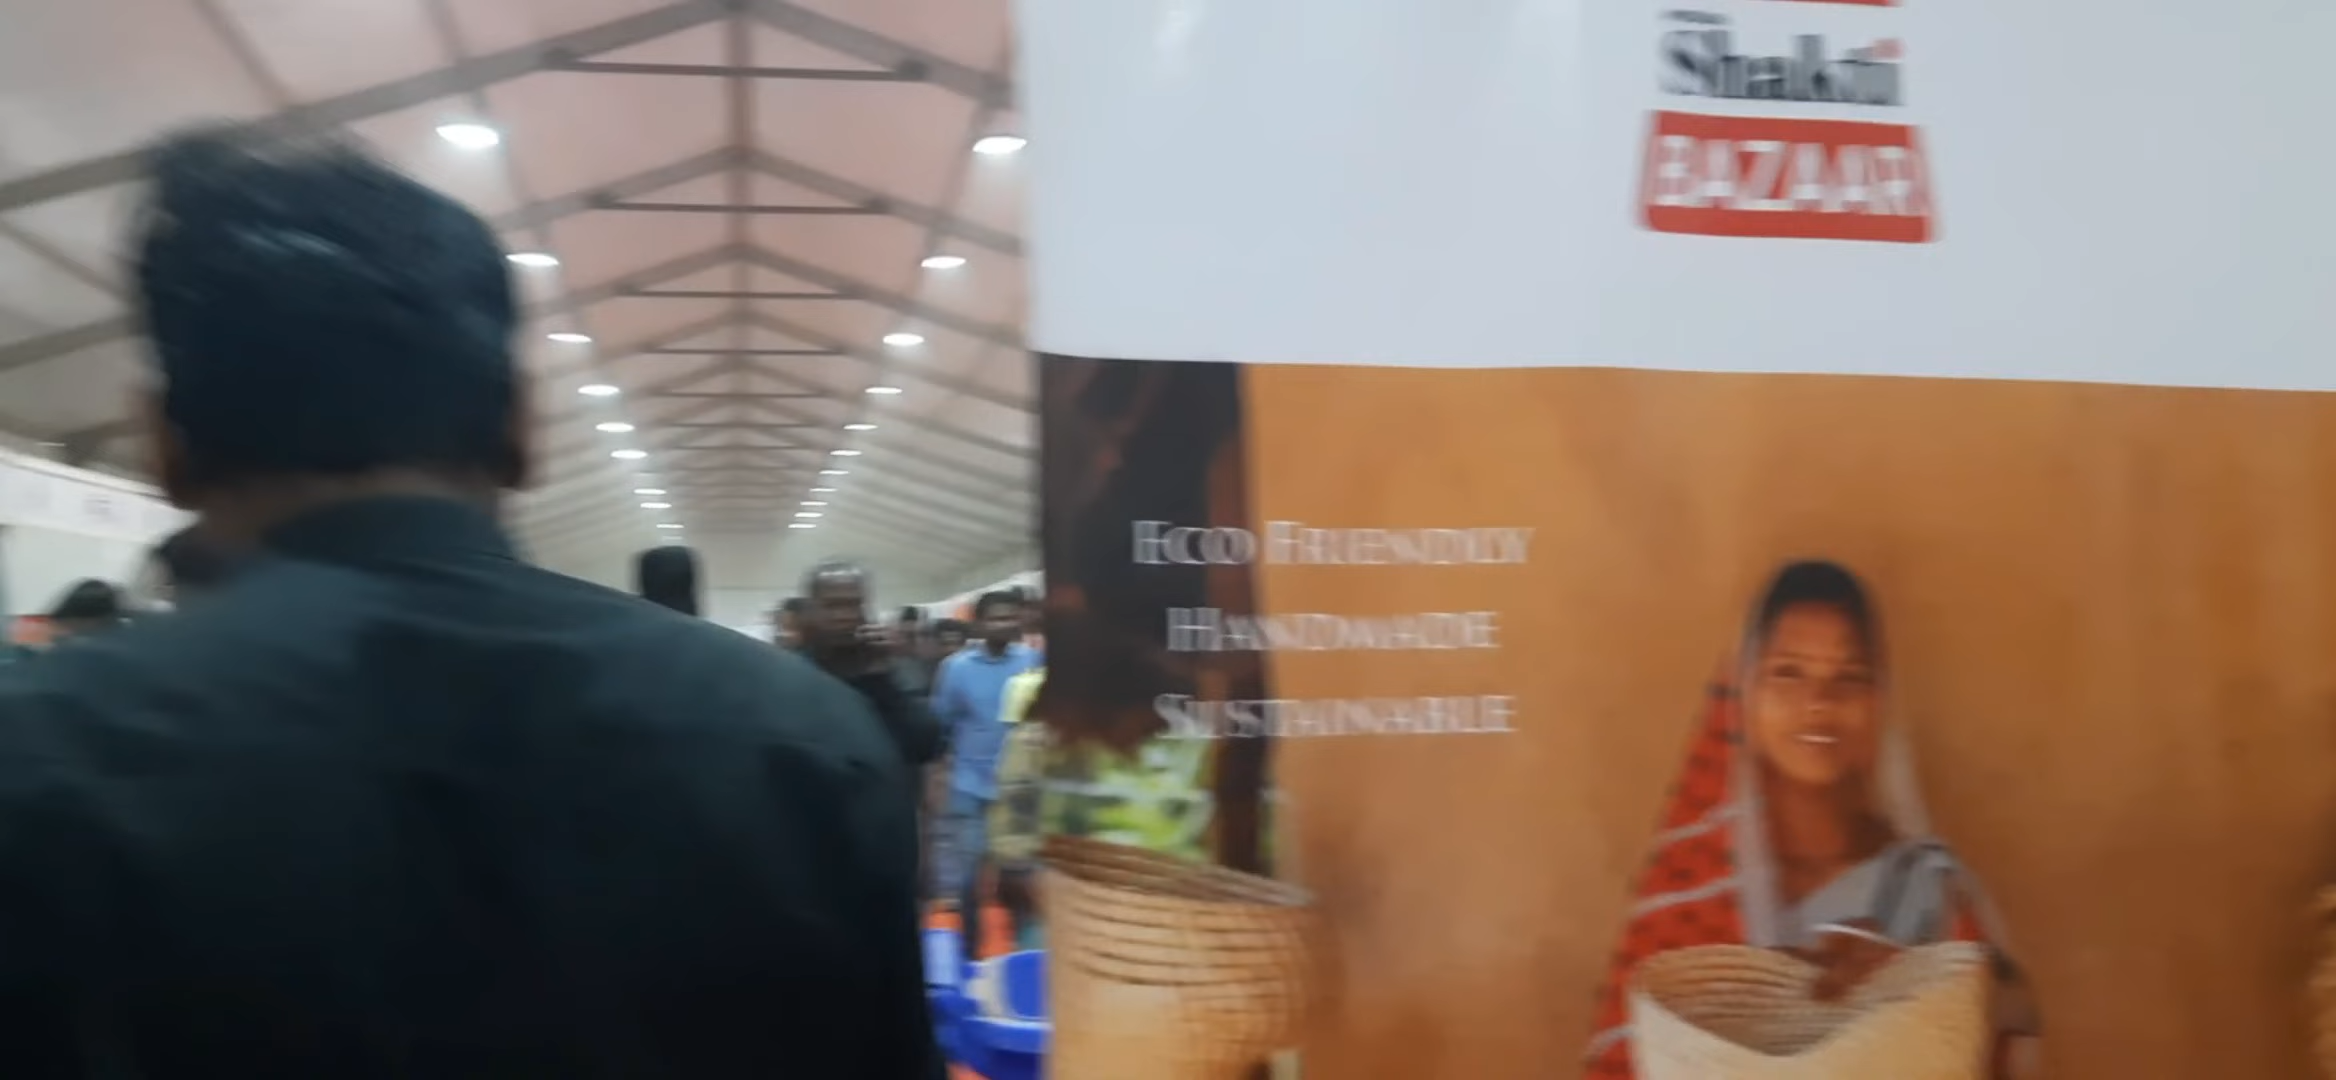 Shakti
BAZAAR
ECO FRIENDLY
HANDMADE
SUSTAINABLE